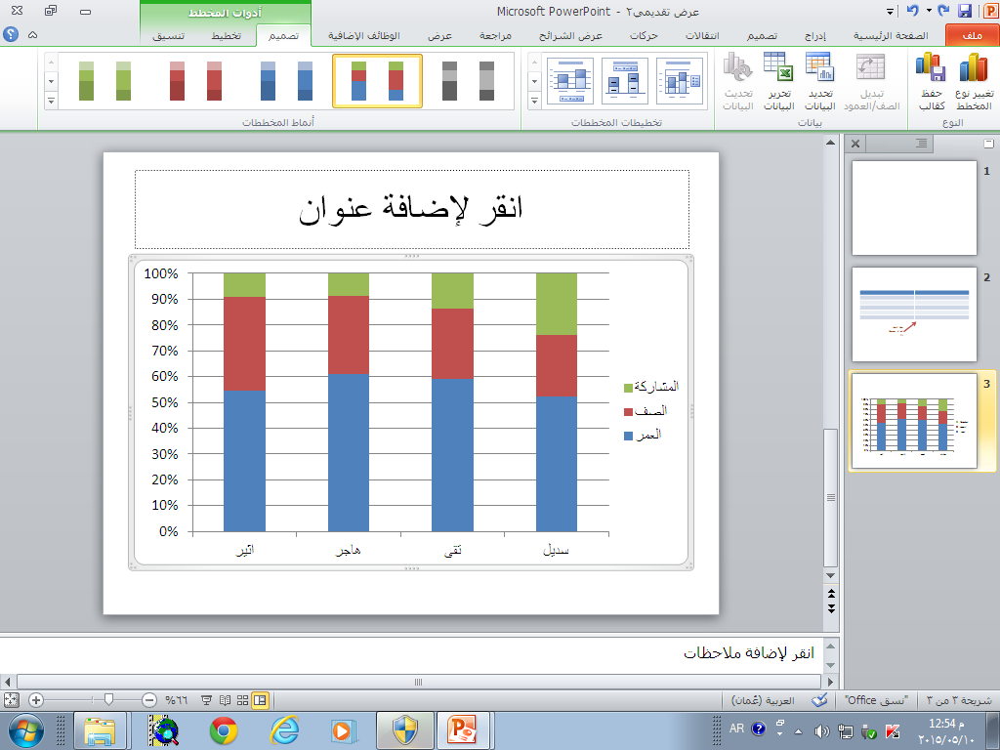 عرض تقديمي٢ - Microsoft PowerPoint
أدوات المخطط
ملف
الصفحة الرئيسية
إدراج
تصميم
انتقالات
حركات
عرض الشرائح
مراجعة
عرض
الوظائف الإضافية
تصميم
تخطيط
تنسيق
تغيير نوع المخطط
حفظ كقالب
النوع
تبديل الصف/العمود
تحديد البيانات
تحرير البيانات
تحديث البيانات
بيانات
تخطيطات المخططات
أنماط المخططات
1
2
3
انقر لإضافة عنوان
100%
90%
80%
70%
60%
50%
40%
30%
20%
10%
0%
سديل
تقى
هاجر
اثير
المشاركة
الصف
العمر
انقر لإضافة ملاحظات
شريحة ٣ من ٣
"نسق Office"
العربية (عُمان)
٦٦%
AR
12:54 م
٢٠١٥/٠٥/١٠